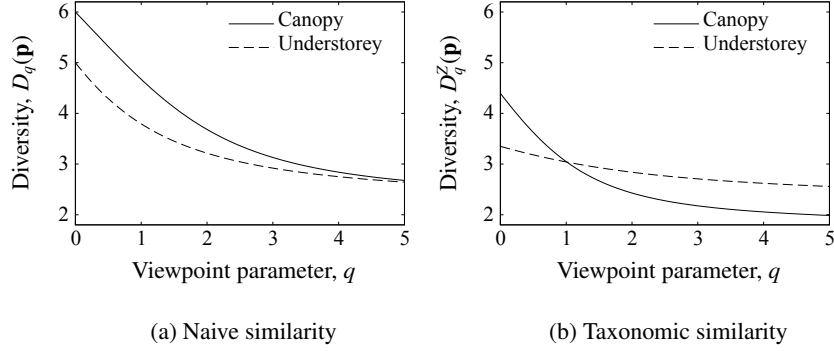 6
5
4
3
2
0 1 2 3 4 5
Diversity, D_q(𝐩)
Viewpoint parameter, q
Canopy
Understorey
(a) Naive similarity
6
5
4
3
2
0 1 2 3 4 5
Diversity, D_q^Z(𝐩)
Viewpoint parameter, q
Canopy
Understorey
(b) Taxonomic similarity